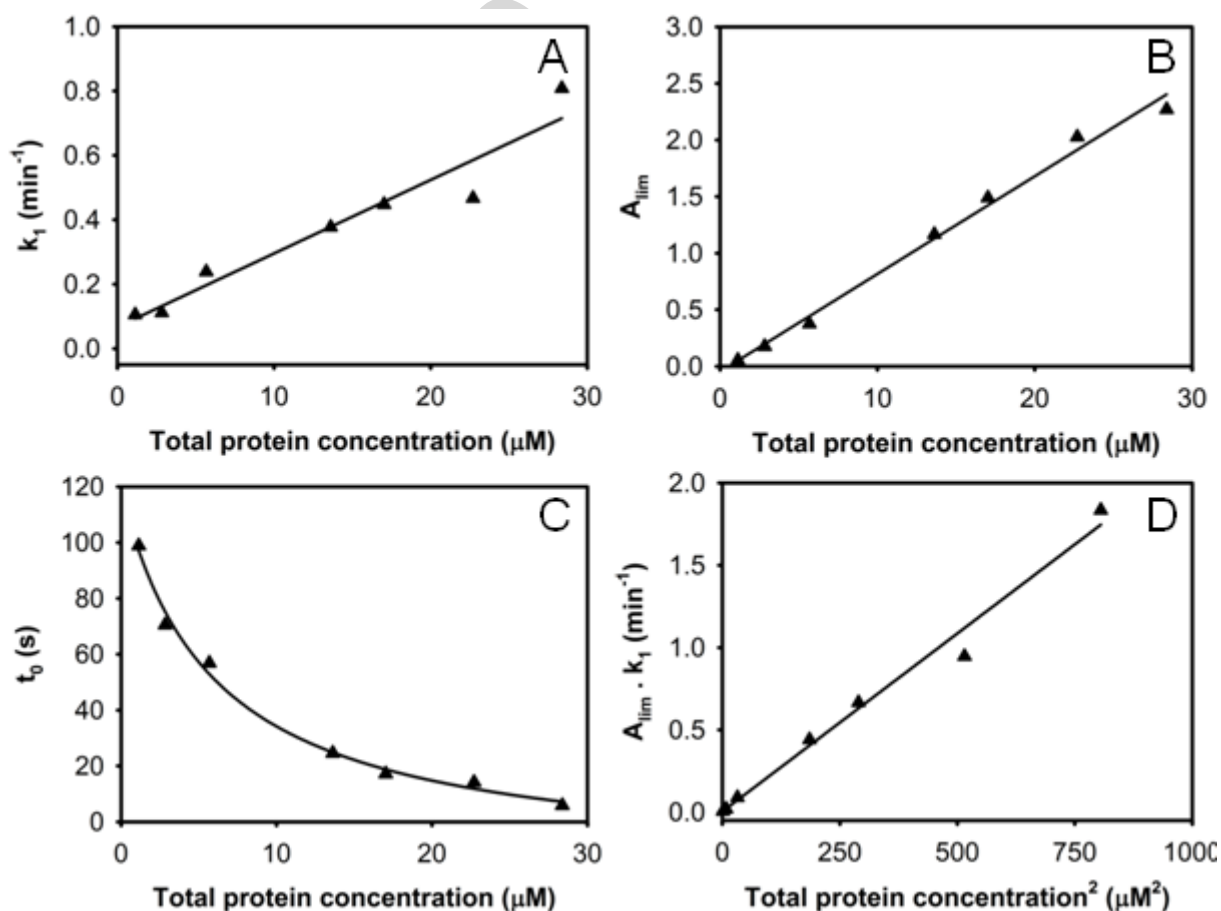 A
k₁ (min⁻¹)
1.0
0.8
0.6
0.4
0.2
0.0
0 10 20 30
Total protein concentration (μM)
B
A_lim
3.0
2.5
2.0
1.5
1.0
0.5
0.0
0 10 20 30
Total protein concentration (μM)
C
t₀ (s)
120
100
80
60
40
20
0
0 10 20 30
Total protein concentration (μM)
D
A_lim . k₁ (min⁻¹)
2.0
1.5
1.0
0.5
0.0
0 250 500 750 1000
Total protein concentration² (μM²)